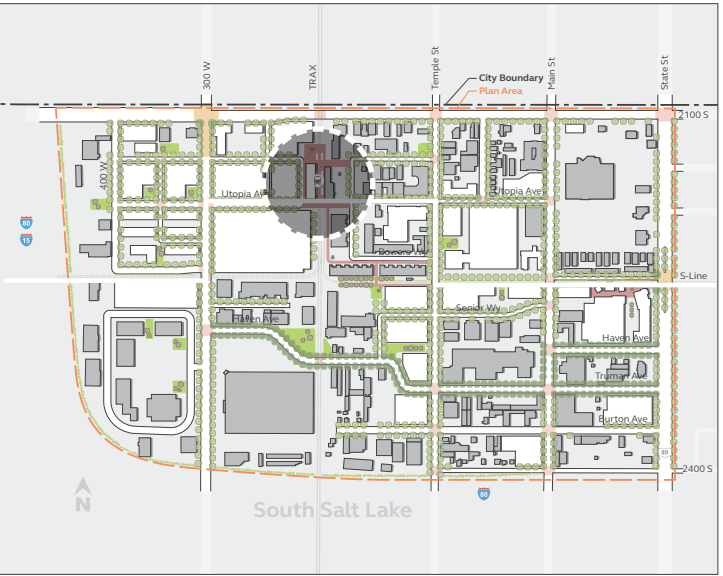 300 W
TRAX
Temple St
Main St
State St
City Boundary
Plan Area
2100 S
400 W
Utopia Ave
Utopia Ave
80
15
Bowers Wy
S-Line
Senior Wy
Haven Ave
Haven Ave
Truman Ave
Burton Ave
89
2400 S
N
80
South Salt Lake